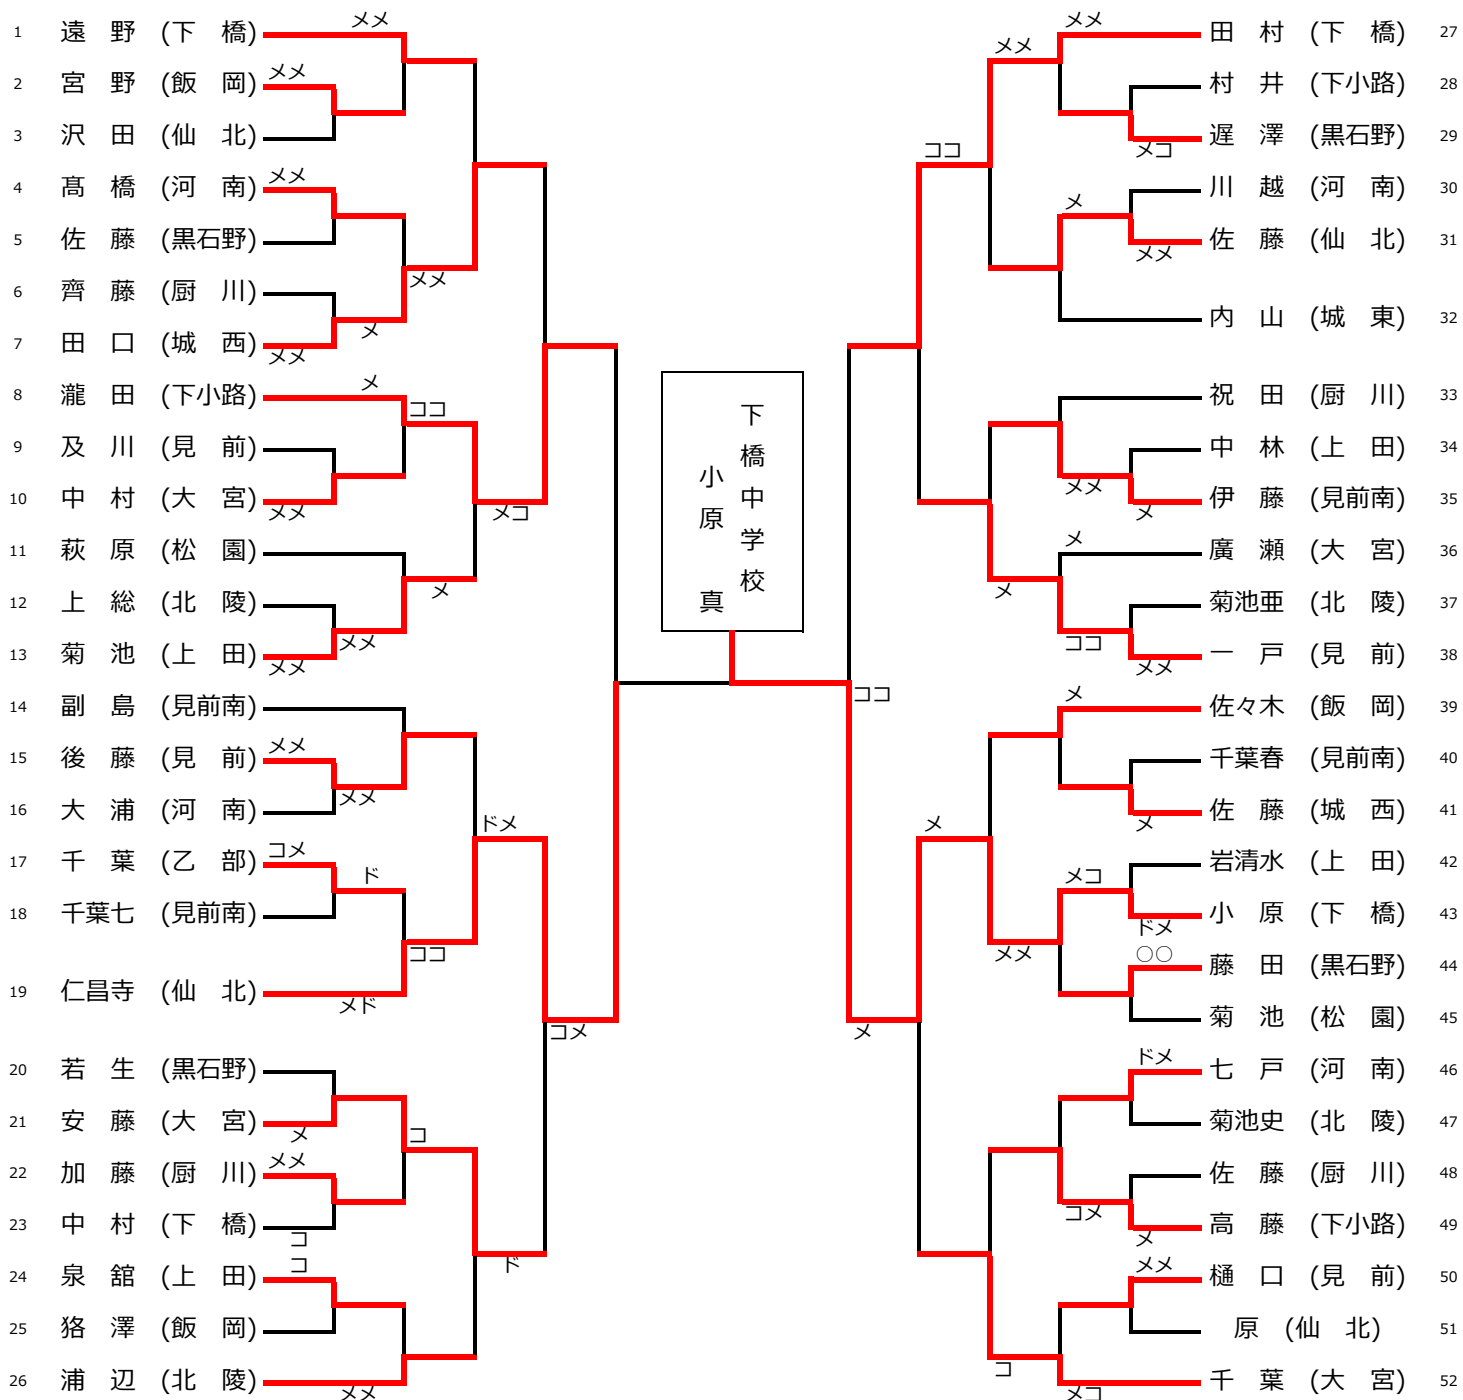 1 遠野 (下橋) メメ
2 宮野 (飯岡) メメ
3 沢田 (仙北)
4 髙橋 (河南) メメ
5 佐藤 (黒石野)
メメ
6 齊藤 (厨川)
メ
7 田口 (城西) メメ
8 瀧田 (下小路) メ
ココ
9 及川 (見前)
10 中村 (大宮) メメ
メコ
11 萩原 (松園)
メ
12 上総 (北陵)
メメ
13 菊池 (上田) メメ
14 副島 (見前南)
15 後藤 (見前) メメ
メメ
16 大浦 (河南)
ドメ
17 千葉 (乙部) コメ
ド
18 千葉七 (見前南)
ココ
19 仁昌寺 (仙北) メド
コメ
20 若生 (黒石野)
21 安藤 (大宮) メ
コ
22 加藤 (厨川) メメ
23 中村 (下橋) コ
24 泉舘 (上田) コ
ド
25 狢澤 (飯岡)
26 浦辺 (北陵) メメ
下橋中学校
小原 真
ココ
メメ 田村 (下橋) 27
メメ
村井 (下小路) 28
メコ 遅澤 (黒石野) 29
ココ
川越 (河南) 30
メ
メメ 佐藤 (仙北) 31
内山 (城東) 32
祝田 (厨川) 33
中林 (上田) 34
メメ
メ 伊藤 (見前南) 35
メ 廣瀬 (大宮) 36
メ
菊池亜 (北陵) 37
ココ
メメ 一戸 (見前) 38
メ 佐々木 (飯岡) 39
千葉春 (見前南) 40
メ 佐藤 (城西) 41
メ
岩清水 (上田) 42
メコ
ドメ 小原 (下橋) 43
メメ
○○ 藤田 (黒石野) 44
菊池 (松園) 45
メ
ドメ 七戸 (河南) 46
菊池史 (北陵) 47
佐藤 (厨川) 48
コメ
メ 高藤 (下小路) 49
メメ 樋口 (見前) 50
原 (仙北) 51
コ
メコ 千葉 (大宮) 52